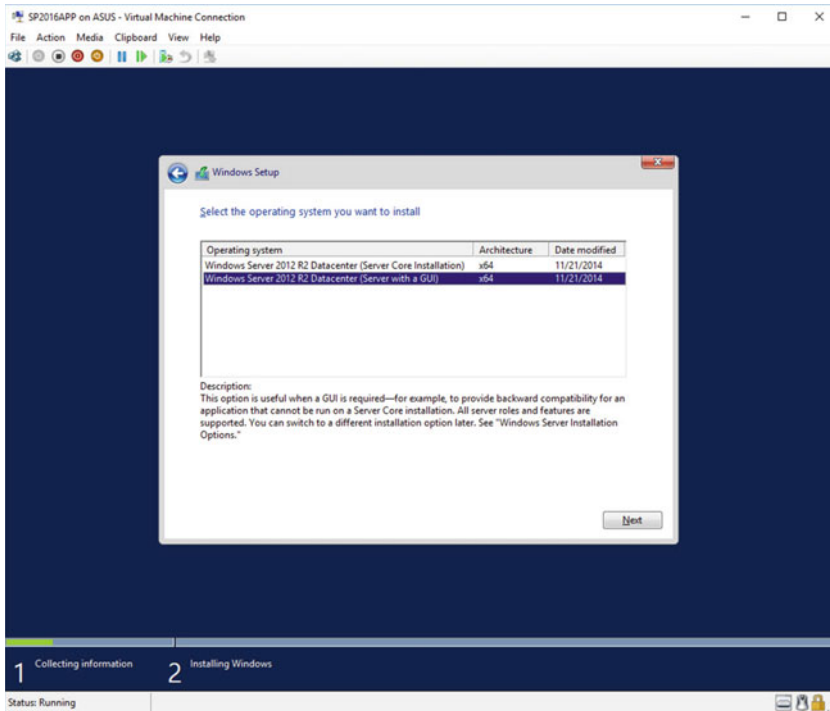 SP2016APP on ASUS - Virtual Machine Connection
File Action Media Clipboard View Help
Windows Setup
Select the operating system you want to install
Operating system Architecture Date modified
Windows Server 2012 R2 Datacenter (Server Core Installation) x64 11/21/2014
Windows Server 2012 R2 Datacenter (Server with a GUI) x64 11/21/2014
Description:
This option is useful when a GUI is required—for example, to provide backward compatibility for an
application that cannot be run on a Server Core installation. All server roles and features are
supported. You can switch to a different installation option later. See "Windows Server Installation
Options."
Next
1 Collecting information 2 Installing Windows
Status: Running